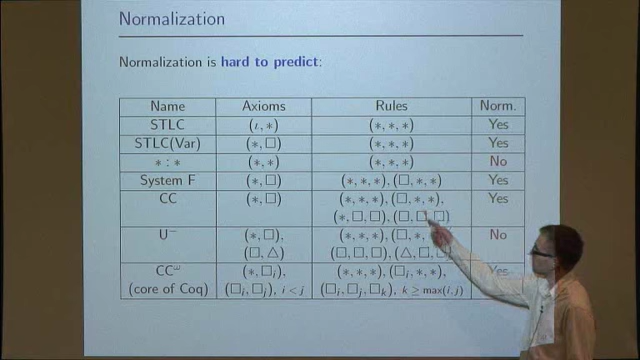 Normalization
Normalization is hard to predict:
Name Axioms Rules Norm.
STLC (ι, *) (*, *, *) Yes
STLC(Var) (*, □) (*, *, *) Yes
* : * (*, *) (*, *, *) No
System F (*, □) (*, *, *), (□, *, *) Yes
CC (*, □) (*, *, *), (□, *, *), Yes
(*, □, □), (□, □, □)
U⁻ (*, □), (*, *, *), (□, *, No
(□, △) (□, □, □), (△, □,
CC^ω (*, □ᵢ), (*, *, *), (□ᵢ, *, *) Yes
(core of Coq) (□ᵢ, □ⱼ), i < j (□ᵢ, □ⱼ, □ₖ), k ≥ max(i, j)